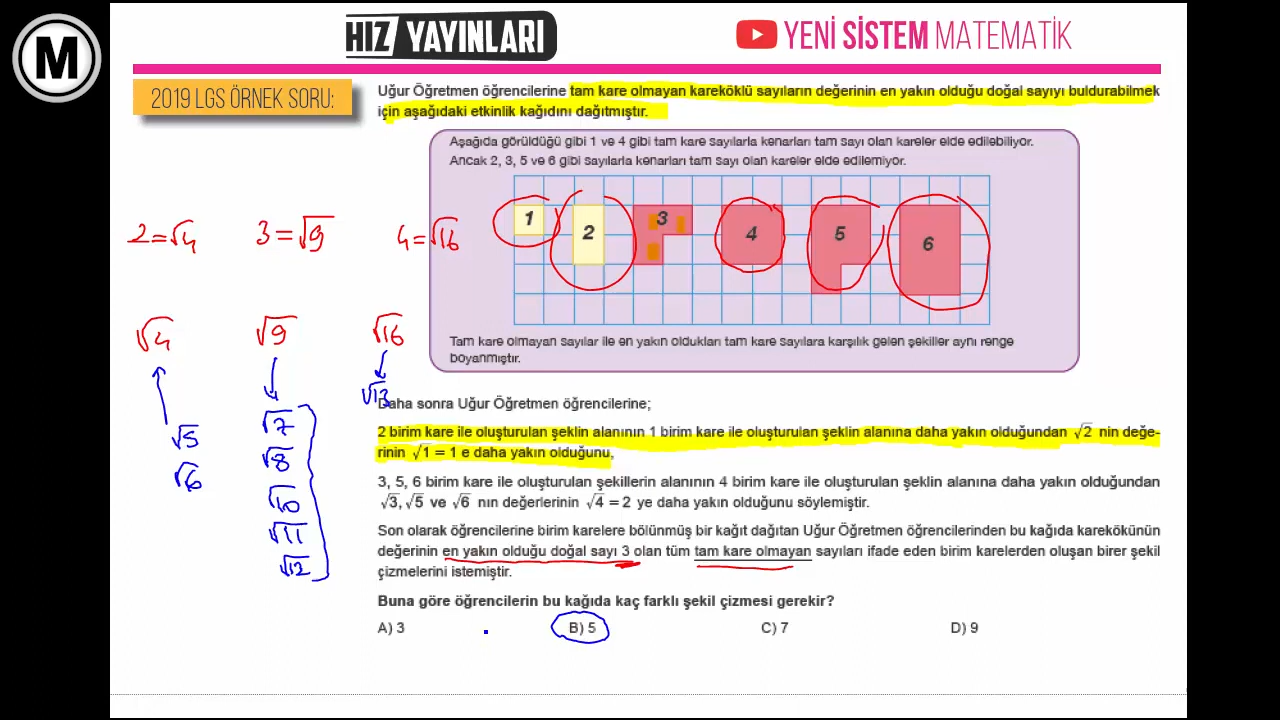 M
HIZ YAYINLARI
YENİ SİSTEM MATEMATİK
2019 LGS ÖRNEK SORU:
Uğur Öğretmen öğrencilerine tam kare olmayan kareköklü sayıların değerinin en yakın olduğu doğal sayıyı buldurabilmek
için aşağıdaki etkinlik kağıdını dağıtmıştır.
Aşağıda görüldüğü gibi 1 ve 4 gibi tam kare sayılarla kenarları tam sayı olan kareler elde edilebiliyor.
Ancak 2, 3, 5 ve 6 gibi sayılarla kenarları tam sayı olan kareler elde edilemiyor.
1 2 3 4 5 6
2=√4 3=√9 4=√16
√4 √9 √16
Tam kare olmayan sayılar ile en yakın oldukları tam kare sayılara karşılık gelen şekiller aynı renge
boyanmıştır.
√13
Daha sonra Uğur Öğretmen öğrencilerine;
√5 √7
2 birim kare ile oluşturulan şeklin alanının 1 birim kare ile oluşturulan şeklin alanına daha yakın olduğundan √2 nin değe-
rinin √1 = 1 e daha yakın olduğunu,
√6 √8
3, 5, 6 birim kare ile oluşturulan şekillerin alanının 4 birim kare ile oluşturulan şeklin alanına daha yakın olduğundan
√3, √5 ve √6 nın değerlerinin √4 = 2 ye daha yakın olduğunu söylemiştir.
√10
√11
√12
Son olarak öğrencilerine birim karelere bölünmüş bir kağıt dağıtan Uğur Öğretmen öğrencilerinden bu kağıda karekökünün
değerinin en yakın olduğu doğal sayı 3 olan tüm tam kare olmayan sayıları ifade eden birim karelerden oluşan birer şekil
çizmelerini istemiştir.
Buna göre öğrencilerin bu kağıda kaç farklı şekil çizmesi gerekir?
A) 3 B) 5 C) 7 D) 9